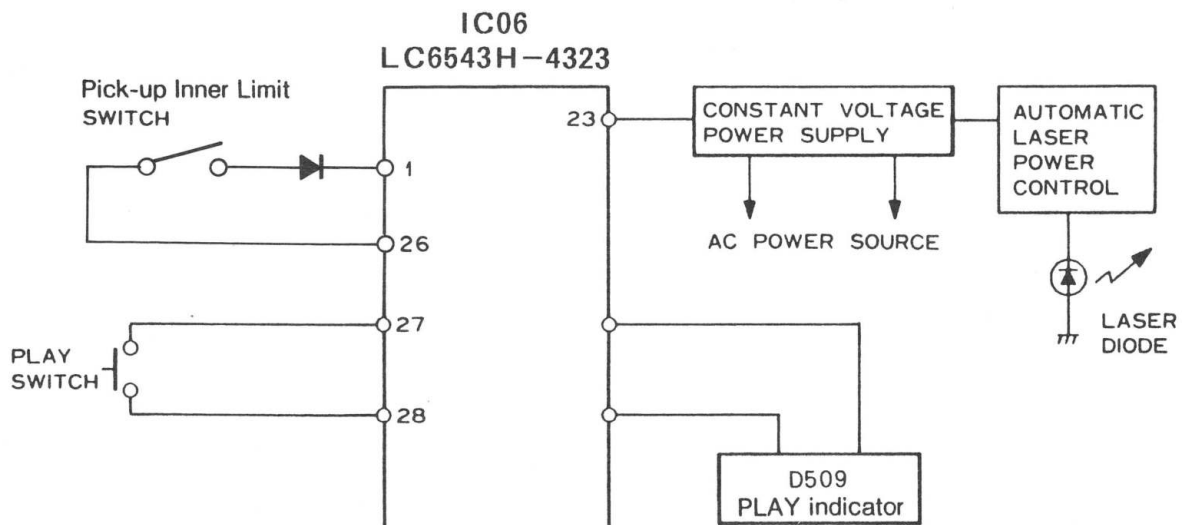 IC06
LC6543H-4323
Pick-up Inner Limit
SWITCH
1
26
27
28
PLAY
SWITCH
23
CONSTANT VOLTAGE
POWER SUPPLY
AC POWER SOURCE
AUTOMATIC
LASER
POWER
CONTROL
LASER
DIODE
D509
PLAY indicator